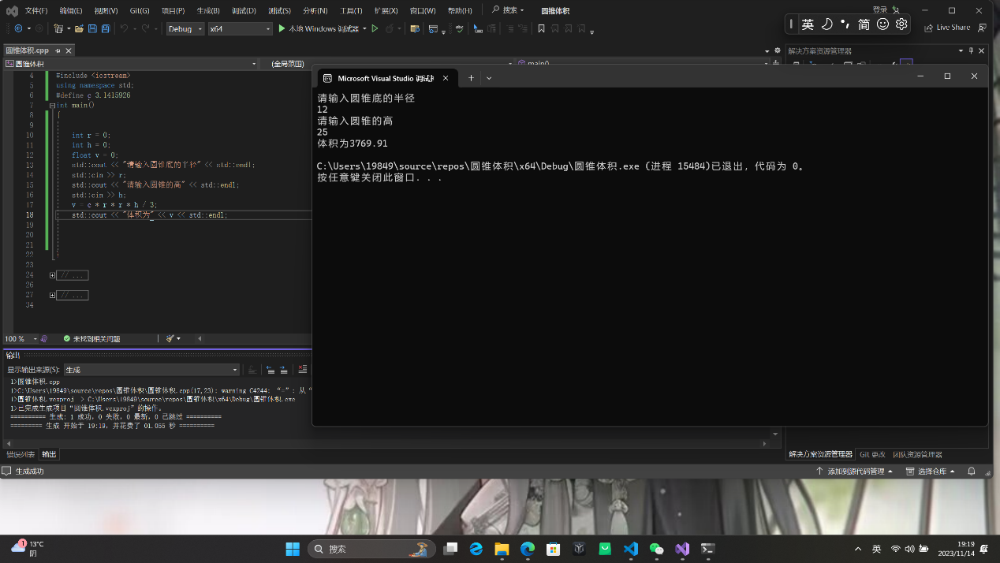 文件(F) 编辑(E) 视图(V) Git(G) 项目(P) 生成(B) 调试(D) 测试(S) 分析(N) 工具(T) 扩展(X) 窗口(W) 帮助(H) 搜索 圆锥体积 登录
Debug x64 本地 Windows 调试器 Live Share
英 简
圆锥体积.cpp 解决方案资源管理器
圆锥体积 (全局范围) main()
4 #include <iostream>
5 using namespace std;
6 #define c 3.1415926
7 int main()
8 {
9
10 int r = 0;
11 int h = 0;
12 float v = 0;
13 std::cout << "请输入圆锥底的半径" << std::endl;
14 std::cin >> r;
15 std::cout << "请输入圆锥的高" << std::endl;
16 std::cin >> h;
17 v = c * r * r * h / 3;
18 std::cout << "体积为" << v << std::endl;
19
20
21
22 }
23
24 // ...
26
27 // ...
34
Microsoft Visual Studio 调试
请输入圆锥底的半径
12
请输入圆锥的高
25
体积为3769.91
C:\Users\19849\source\repos\圆锥体积\x64\Debug\圆锥体积.exe (进程 15484)已退出，代码为 0。
按任意键关闭此窗口. . .
100 % 未找到相关问题
输出
显示输出来源(S): 生成
1>圆锥体积.cpp
1>C:\Users\19849\source\repos\圆锥体积\圆锥体积.cpp(17,23): warning C4244: “=”: 从“
1>圆锥体积.vcxproj -> C:\Users\19849\source\repos\圆锥体积\x64\Debug\圆锥体积.exe
1>已完成生成项目“圆锥体积.vcxproj”的操作。
========== 生成: 1 成功，0 失败，0 最新，0 已跳过 ==========
========= 生成 开始于 19:19，并花费了 01.055 秒 ==========
错误列表 输出 解决方案资源管理器 Git 更改 团队资源管理器
生成成功 添加到源代码管理 选择仓库
1 13°C
阴
搜索
英 19:19
2023/11/14